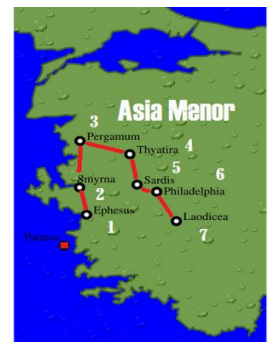 Asia Menor
3
Pergamum
4
Thyatira
5
Smyrna
Sardis
6
2
Philadelphia
Ephesus
Laodicea
1
7
Patmos